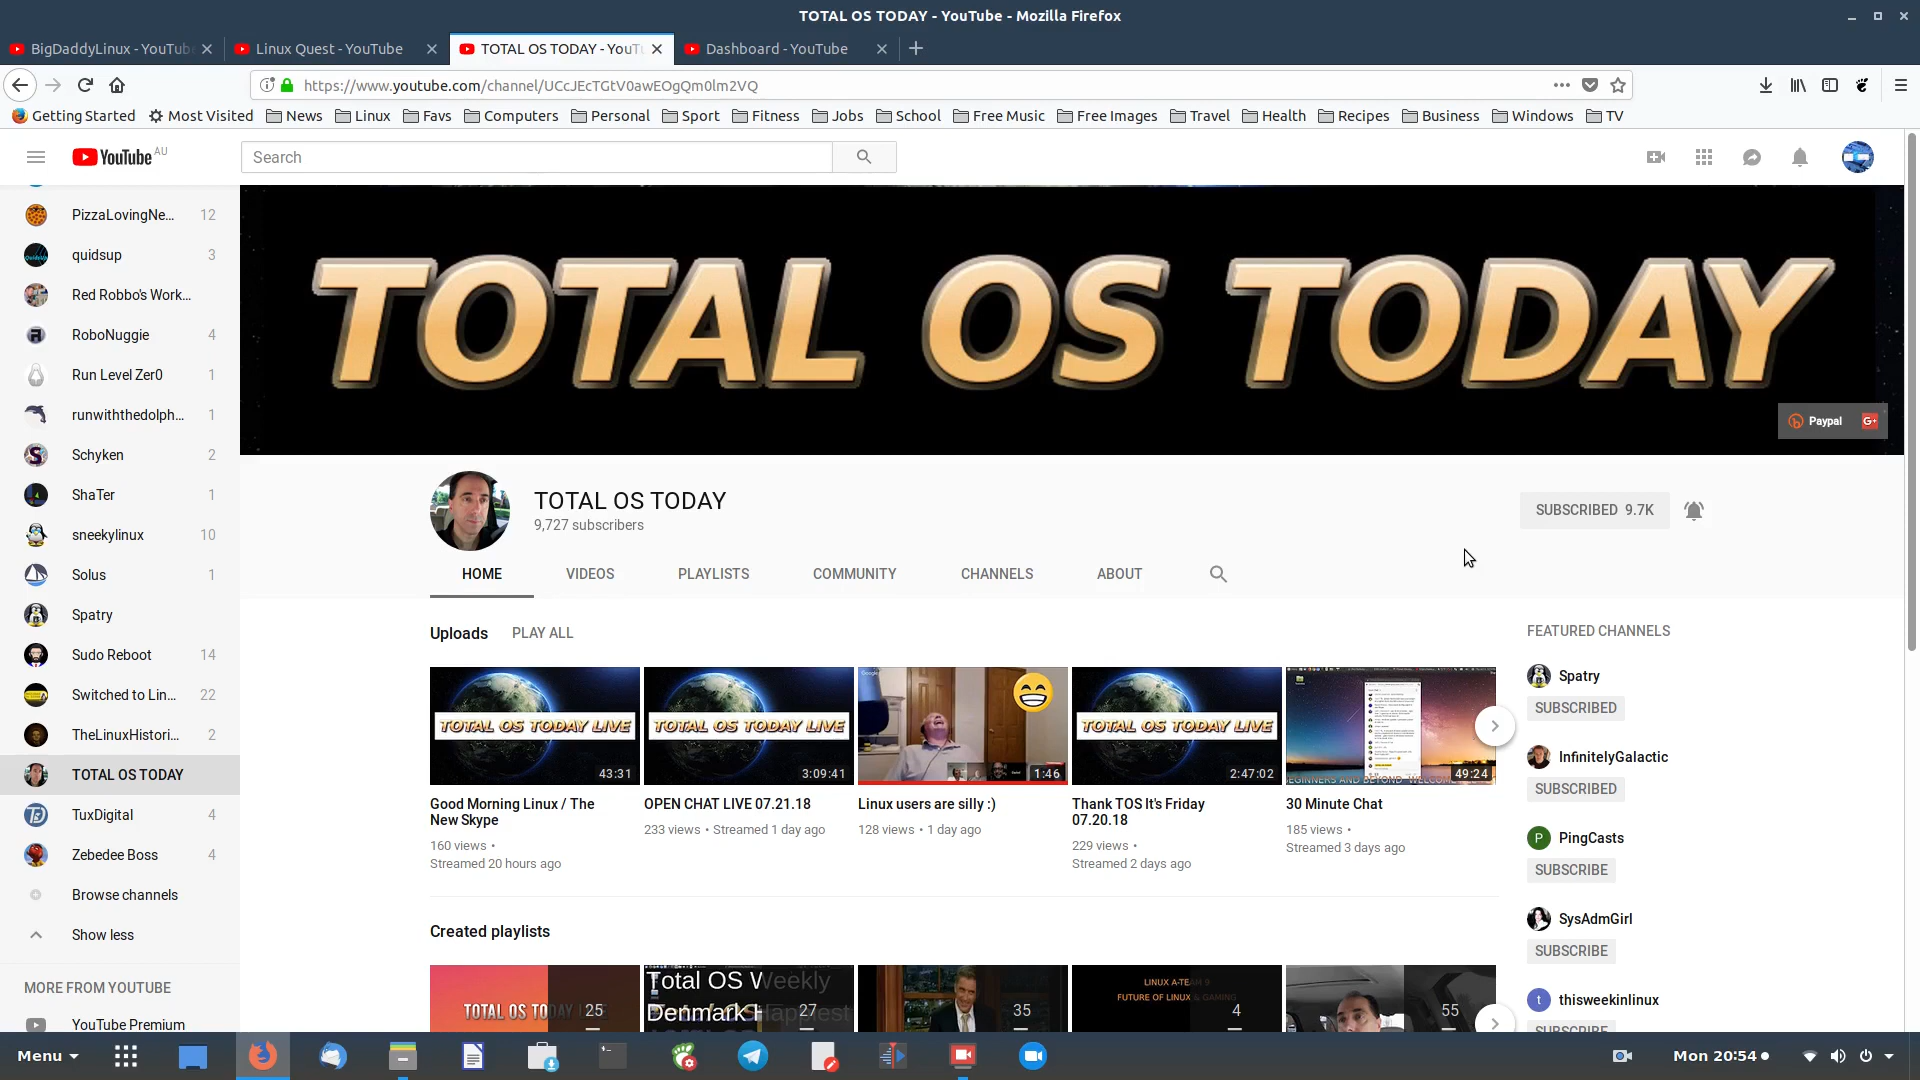 TOTAL OS TODAY - YouTube - Mozilla Firefox
BigDaddyLinux - YouTub
Linux Quest - YouTube
TOTAL OS TODAY - YouTu
Dashboard - YouTube
https://www.youtube.com/channel/UCcJEcTGtV0awEOgQm0lm2VQ
Getting Started Most Visited News Linux Favs Computers Personal Sport Fitness Jobs School Free Music Free Images Travel Health Recipes Business Windows TV
YouTube AU
Search
PizzaLovingNe... 12
quidsup 3
Red Robbo's Work...
RoboNuggie 4
Run Level Zer0 1
runwiththedolph... 1
Schyken 2
ShaTer 1
sneekylinux 10
Solus 1
Spatry
Sudo Reboot 14
Switched to Lin... 22
TheLinuxHistori... 2
TOTAL OS TODAY
TuxDigital 4
Zebedee Boss 4
Browse channels
Show less
MORE FROM YOUTUBE
YouTube Premium
TOTAL OS TODAY
Paypal G+
TOTAL OS TODAY
9,727 subscribers
SUBSCRIBED 9.7K
HOME VIDEOS PLAYLISTS COMMUNITY CHANNELS ABOUT
Uploads PLAY ALL
TOTAL OS TODAY LIVE
43:31
Good Morning Linux / The
New Skype
160 views •
Streamed 20 hours ago
TOTAL OS TODAY LIVE
3:09:41
OPEN CHAT LIVE 07.21.18
233 views • Streamed 1 day ago
1:46
Linux users are silly :)
128 views • 1 day ago
TOTAL OS TODAY LIVE
2:47:02
Thank TOS It's Friday
07.20.18
229 views •
Streamed 2 days ago
49:24
30 Minute Chat
185 views •
Streamed 3 days ago
Created playlists
TOTAL OS TODAY
25
Total OS Weekly
Denmark Happiest
27
35
LINUX A-TEAM 9
FUTURE OF LINUX & GAMING
4
55
FEATURED CHANNELS
Spatry
SUBSCRIBED
InfinitelyGalactic
SUBSCRIBED
P PingCasts
SUBSCRIBE
SysAdmGirl
SUBSCRIBE
t thisweekinlinux
SUBSCRIBE
Menu
Mon 20:54